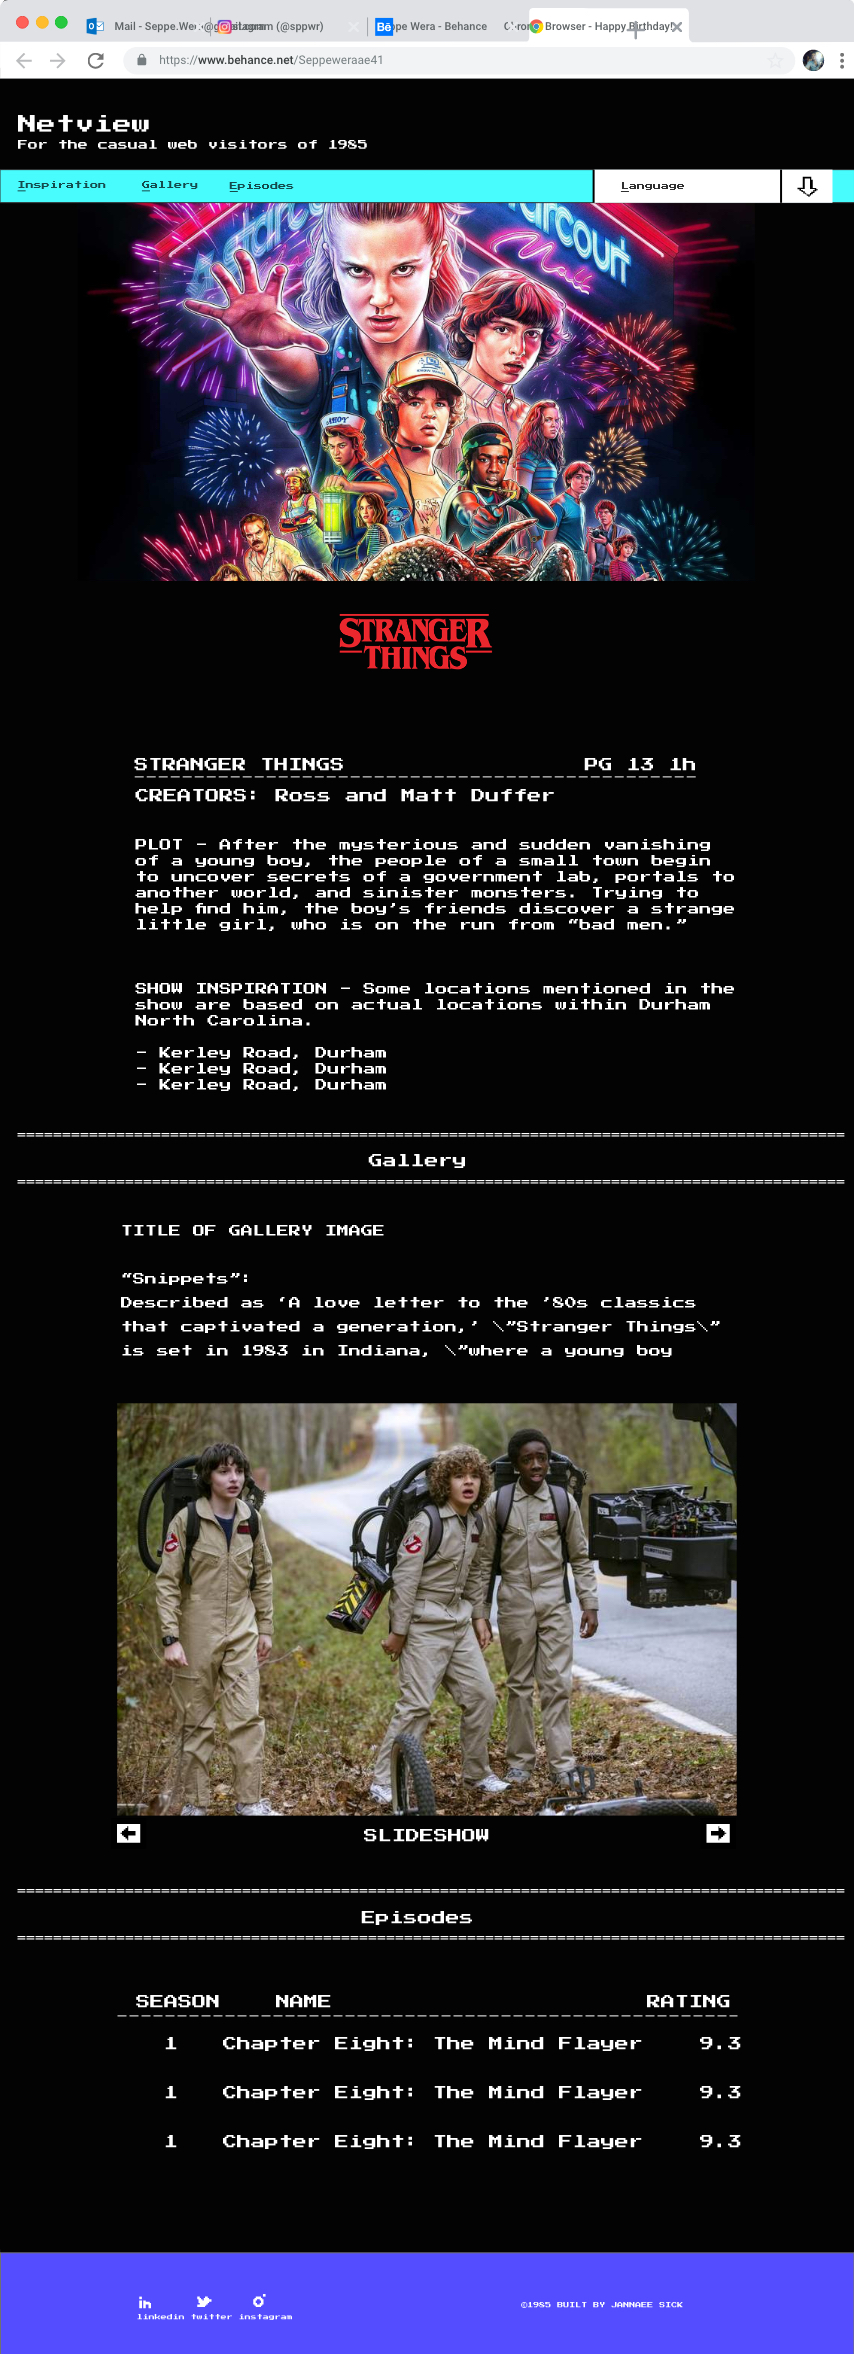 Mail - Seppe.We
gram (@sppwr)
ppe Wera - Behance
Browser - Happy Birthday!
https://www.behance.net/Seppeweraae41
Netview
For the casual web visitors of 1985
Inspiration Gallery Episodes Language
AHOY
STRANGER
THINGS
STRANGER THINGS PG 13 1h
CREATORS: Ross and Matt Duffer
PLOT - After the mysterious and sudden vanishing
of a young boy, the people of a small town begin
to uncover secrets of a government lab, portals to
another world, and sinister monsters. Trying to
help find him, the boy’s friends discover a strange
little girl, who is on the run from “bad men.”
SHOW INSPIRATION - Some locations mentioned in the
show are based on actual locations within Durham
North Carolina.
- Kerley Road, Durham
- Kerley Road, Durham
- Kerley Road, Durham
Gallery
TITLE OF GALLERY IMAGE
“Snippets”:
Described as ‘A love letter to the ’80s classics
that captivated a generation,’ \”Stranger Things\”
is set in 1983 in Indiana, \”where a young boy
SLIDESHOW
Episodes
SEASON NAME RATING
1 Chapter Eight: The Mind Flayer 9.3
1 Chapter Eight: The Mind Flayer 9.3
1 Chapter Eight: The Mind Flayer 9.3
linkedin twitter instagram
©1985 BUILT BY JANNAEE SICK